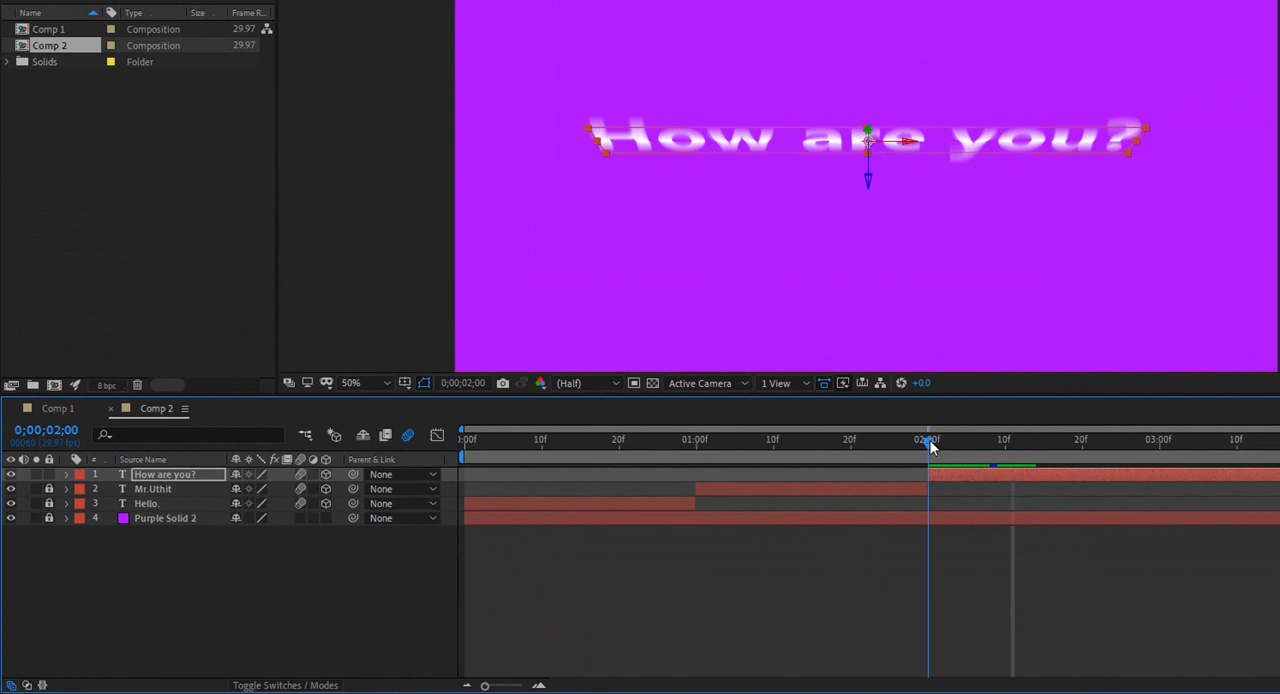 Name Type Size Frame R...
Comp 1 Composition 29.97
Comp 2 Composition 29.97
Solids Folder
How are you?
8 bpc 50% 0;00;02;00 (Half) Active Camera 1 View +0.0
Comp 1 × Comp 2
0;00;02;00
00060 (29.97 fps)
:00f 10f 20f 01:00f 10f 20f 02:00f 10f 20f 03:00f 10f
# Source Name fx Parent & Link
1 T How are you? None
2 T Mr.Uthit None
3 T Hello. None
4 Purple Solid 2 None
Toggle Switches / Modes